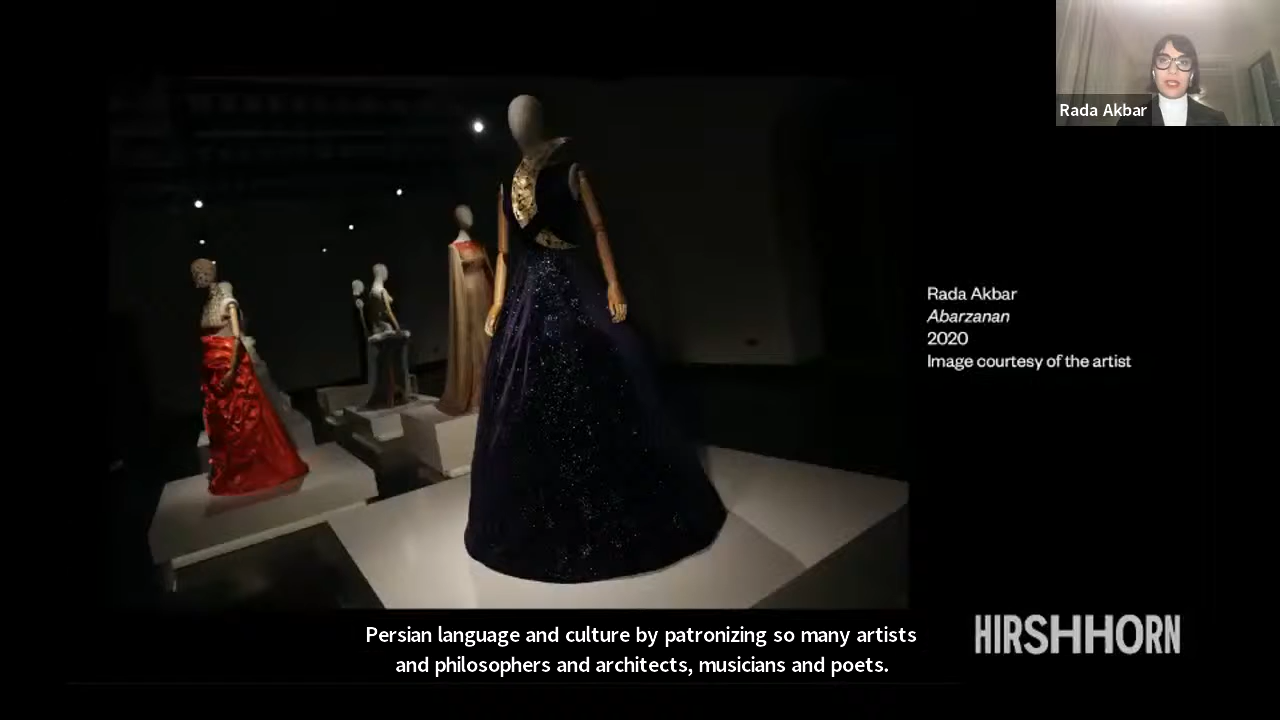 Rada Akbar
Rada Akbar
Abarzanan
2020
Image courtesy of the artist
HIRSHHORN
Persian language and culture by patronizing so many artists
and philosophers and architects, musicians and poets.